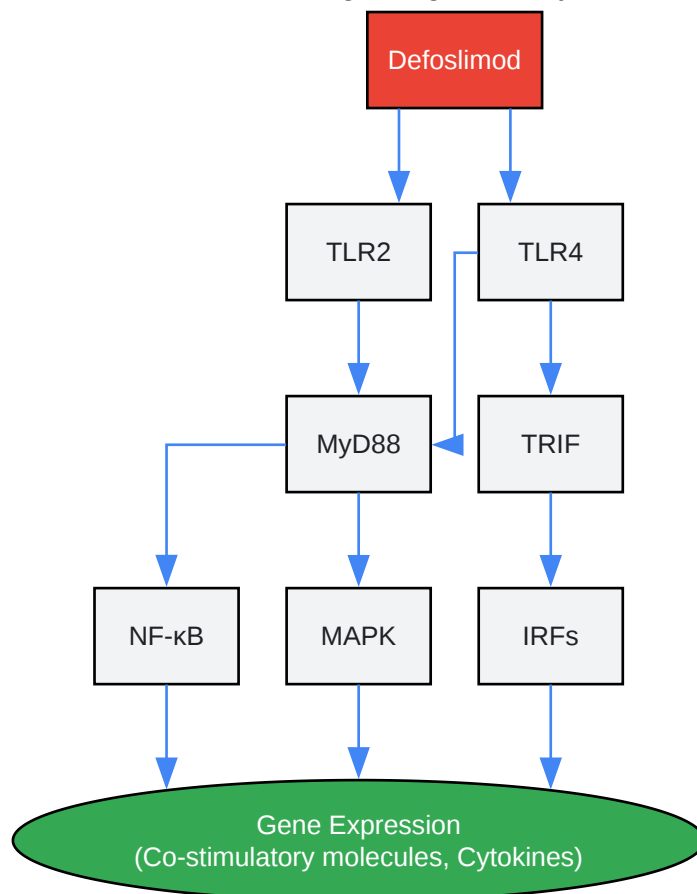 Defoslimod
TLR2
TLR4
MyD88
TRIF
NF-κB
MAPK
IRFs
Gene Expression
(Co-stimulatory molecules, Cytokines)